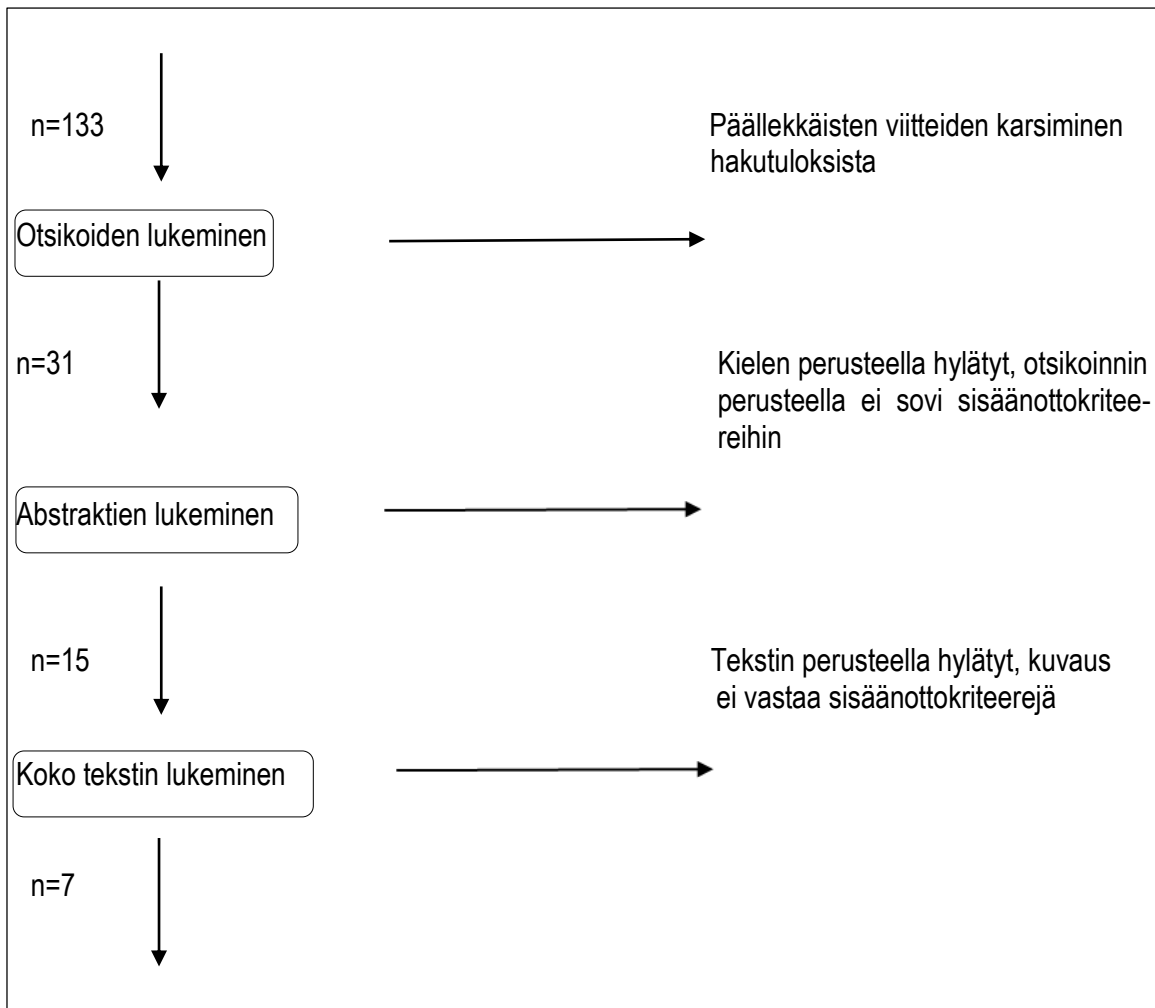 n=133
Päällekkäisten viitteiden karsiminen
hakutuloksista
Otsikoiden lukeminen
n=31
Kielen perusteella hylätyt, otsikoinnin
perusteella ei sovi sisäänottokritee-
reihin
Abstraktien lukeminen
n=15
Tekstin perusteella hylätyt, kuvaus
ei vastaa sisäänottokriteerejä
Koko tekstin lukeminen
n=7